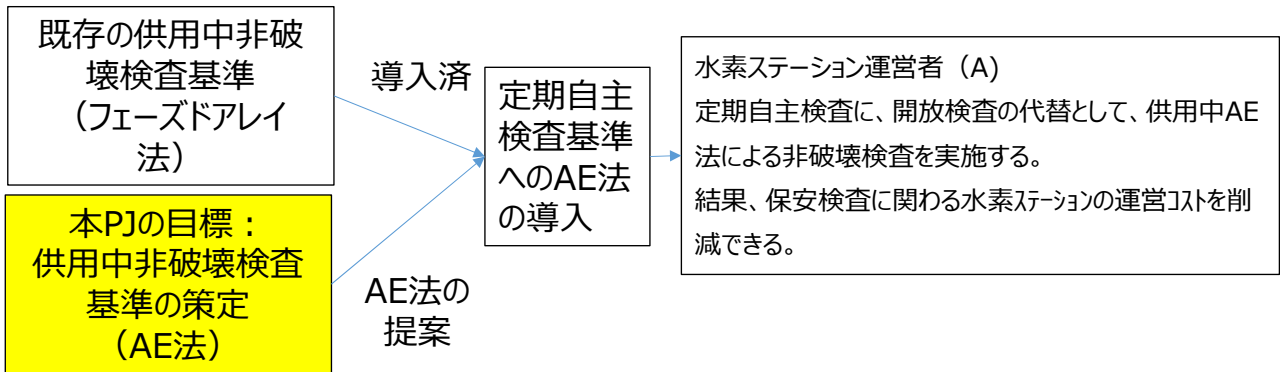 既存の供用中非破
壊検査基準
（フェーズドアレイ
法）
導入済
本PJの目標：
供用中非破壊検査
基準の策定
（AE法）
AE法の
提案
定期自主
検査基準
へのAE法
の導入
水素ステーション運営者（A)
定期自主検査に、開放検査の代替として、供用中AE
法による非破壊検査を実施する。
結果、保安検査に関わる水素ステーションの運営コストを削
減できる。